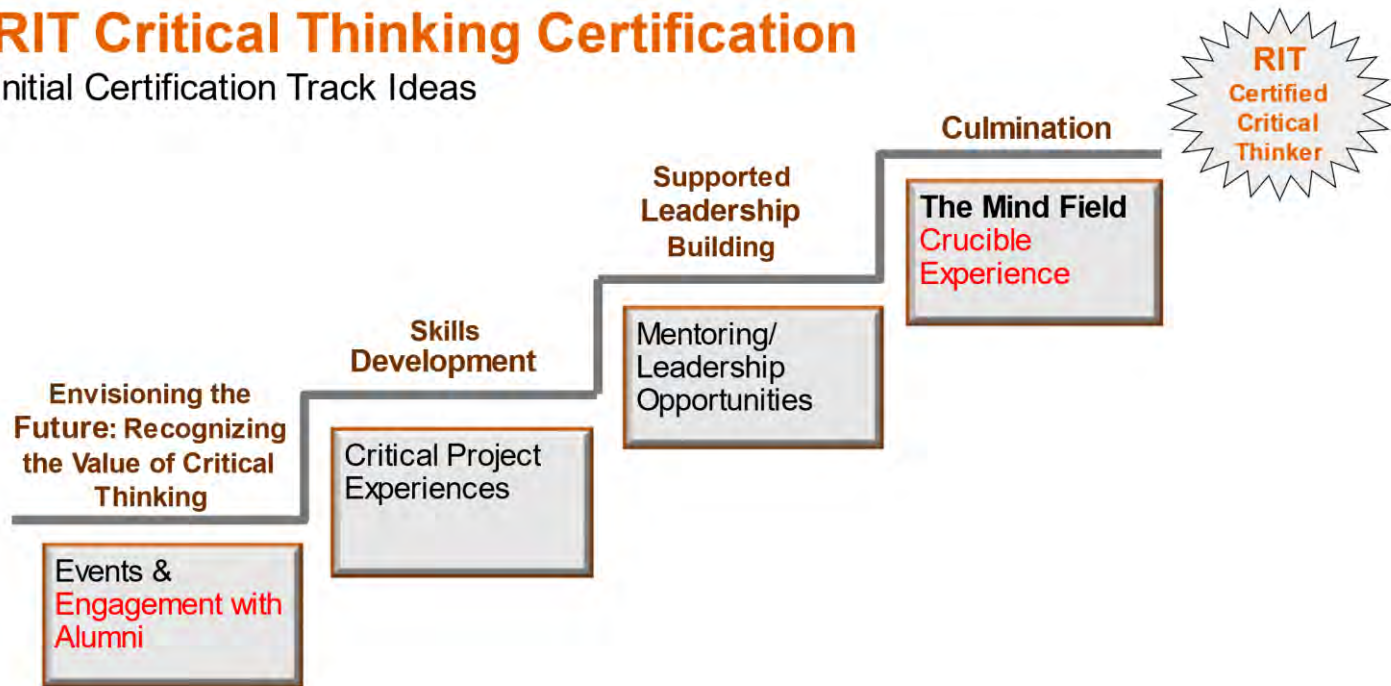 RIT Critical Thinking Certification
nitial Certification Track Ideas
RIT
Certified
Critical
Thinker
Culmination
The Mind Field
Crucible
Experience
Supported
Leadership
Building
Mentoring/
Leadership
Opportunities
Skills
Development
Critical Project
Experiences
Envisioning the
Future: Recognizing
the Value of Critical
Thinking
Events &
Engagement with
Alumni